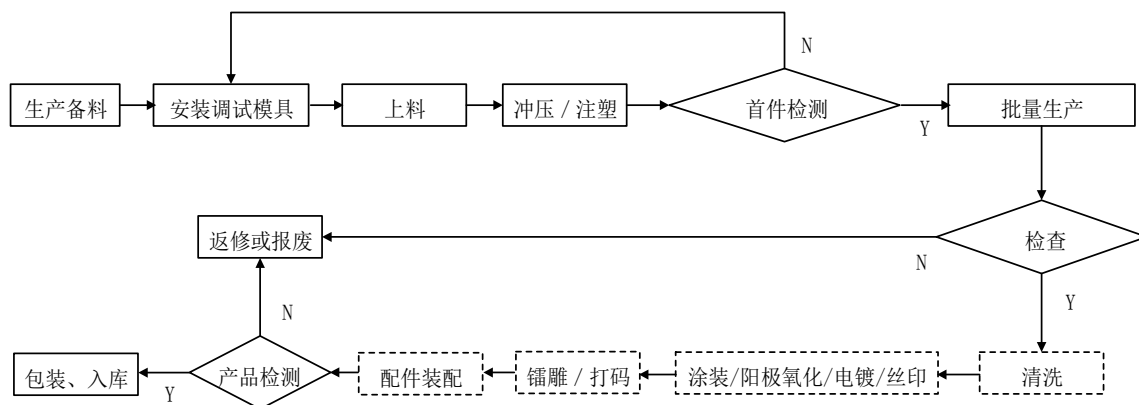 N
生产备料
安装调试模具
上料
冲压/注塑
首件检测
Y
批量生产
返修或报废
N
检查
N
Y
包装、入库
Y
产品检测
配件装配
镭雕/打码
涂装/阳极氧化/电镀/丝印
清洗